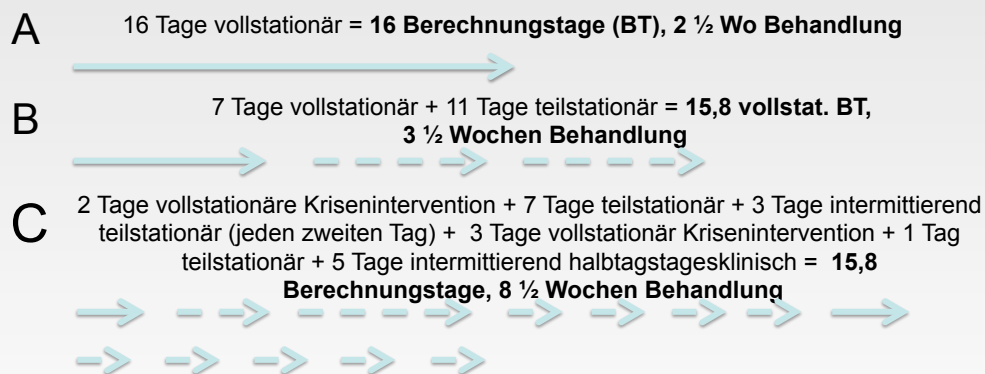 A
16 Tage vollstationär = 16 Berechnungstage (BT), 2 ½ Wo Behandlung
B
7 Tage vollstationär + 11 Tage teilstationär = 15,8 vollstat. BT,
3 ½ Wochen Behandlung
C
2 Tage vollstationäre Krisenintervention + 7 Tage teilstationär + 3 Tage intermittierend
teilstationär (jeden zweiten Tag) + 3 Tage vollstationär Krisenintervention + 1 Tag
teilstationär + 5 Tage intermittierend halbtagstagesklinisch = 15,8
Berechnungstage, 8 ½ Wochen Behandlung